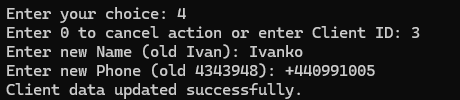 Enter your choice: 4
Enter 0 to cancel action or enter Client ID: 3
Enter new Name (old Ivan): Ivanko
Enter new Phone (old 4343948): +440991005
Client data updated successfully.